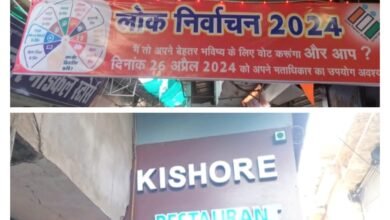 लोक निर्वाचन 2024
मैं तो अपने बेहतर भविष्य के लिए वोट करूंगा और आप ?
दिनांक 26 अप्रैल 2024 को अपने मताधिकार का उपयोग अवश्य
KISHORE
RESTAURAN